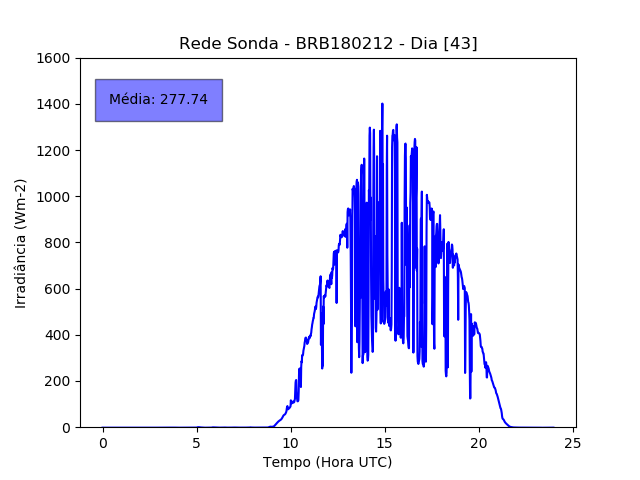 Rede Sonda - BRB180212 - Dia [43]
1600
1400
1200
1000
800
600
400
200
0
Irradiância (Wm-2)
Média: 277.74
0 5 10 15 20 25
Tempo (Hora UTC)